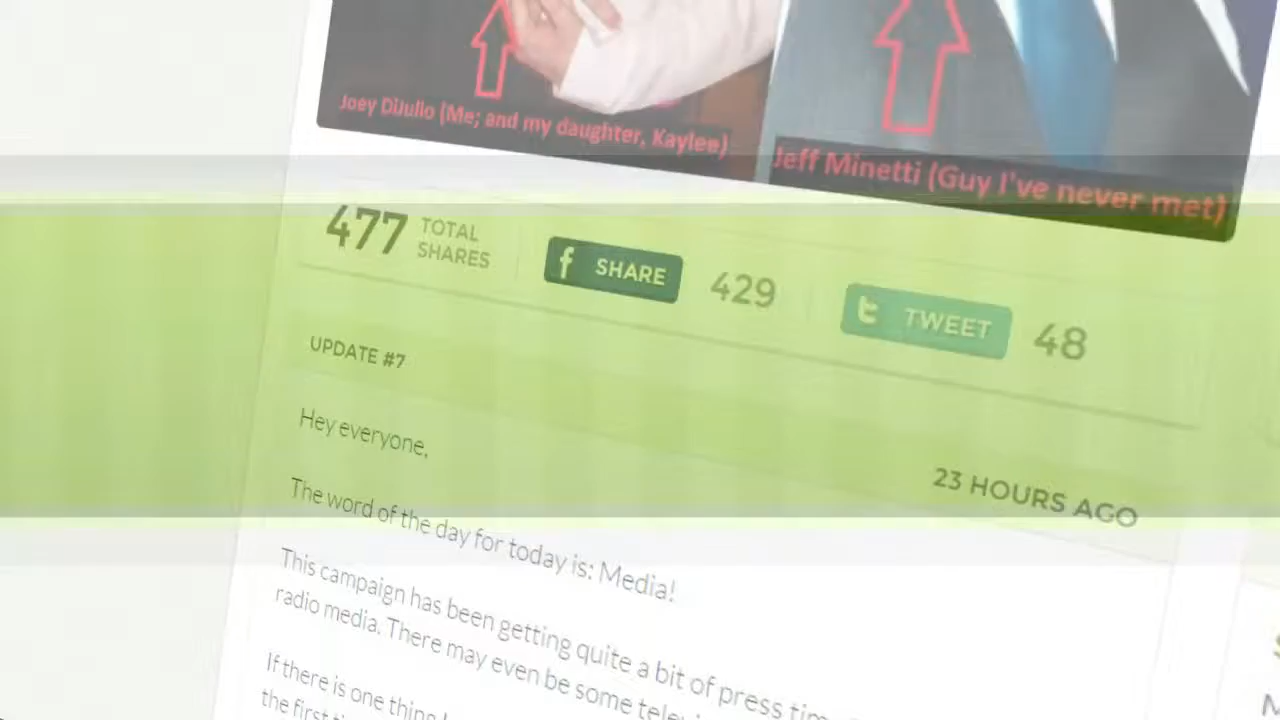 Joey DiJulio (Me; and my daughter, Kaylee)
Jeff Minetti (Guy I've never met)
477 TOTAL SHARES
f SHARE 429
t TWEET 48
UPDATE #7
23 HOURS AGO
Hey everyone,
The word of the day for today is: Media!
This campaign has been getting quite a bit of press
radio media. There may even be some
If there is one thing
the first